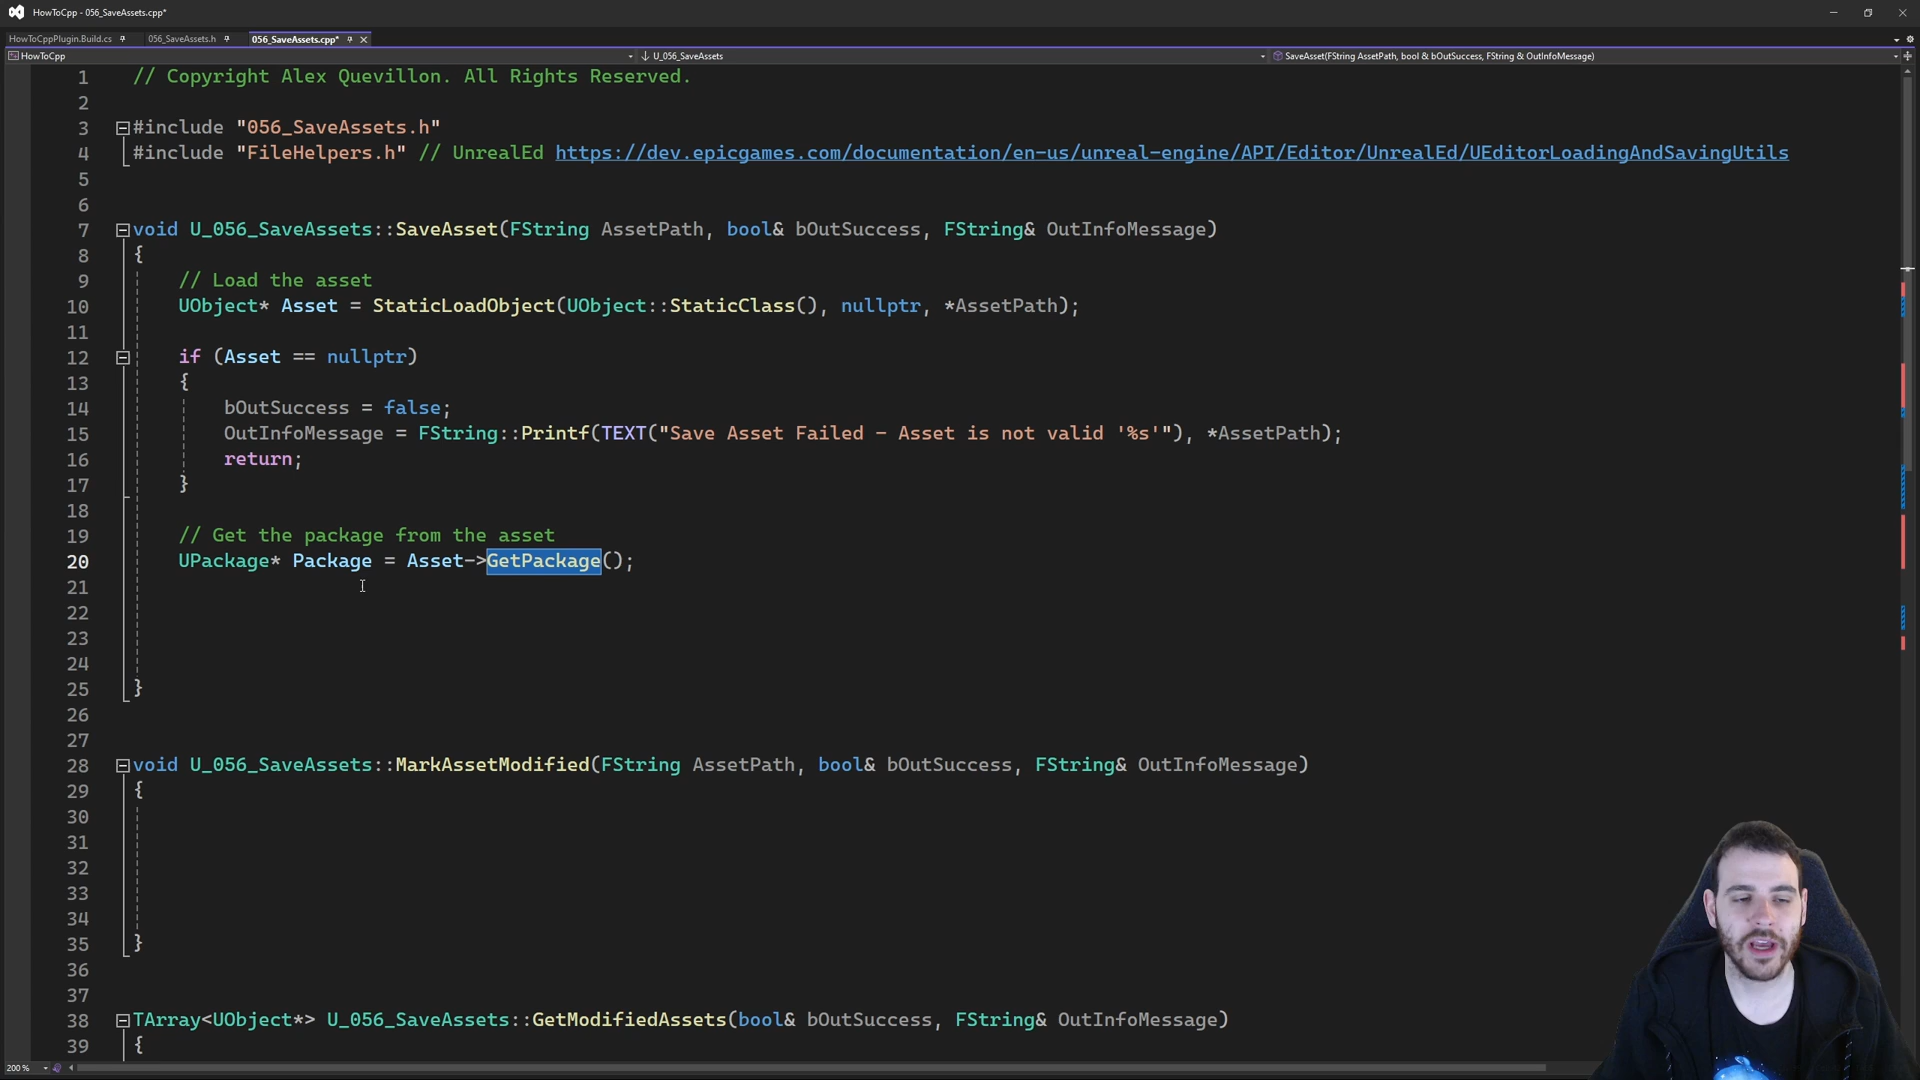 HowToCpp - 056_SaveAssets.cpp*
HowToCppPlugin.Build.cs 056_SaveAssets.h 056_SaveAssets.cpp*
HowToCpp U_056_SaveAssets SaveAsset(FString AssetPath, bool & bOutSuccess, FString & OutInfoMessage)
1 // Copyright Alex Quevillon. All Rights Reserved.
2
3 #include "056_SaveAssets.h"
4 #include "FileHelpers.h" // UnrealEd https://dev.epicgames.com/documentation/en-us/unreal-engine/API/Editor/UnrealEd/UEditorLoadingAndSavingUtils
5
6
7 void U_056_SaveAssets::SaveAsset(FString AssetPath, bool& bOutSuccess, FString& OutInfoMessage)
8 {
9 // Load the asset
10 UObject* Asset = StaticLoadObject(UObject::StaticClass(), nullptr, *AssetPath);
11
12 if (Asset == nullptr)
13 {
14 bOutSuccess = false;
15 OutInfoMessage = FString::Printf(TEXT("Save Asset Failed - Asset is not valid '%s'"), *AssetPath);
16 return;
17 }
18
19 // Get the package from the asset
20 UPackage* Package = Asset->GetPackage();
21
22
23
24
25 }
26
27
28 void U_056_SaveAssets::MarkAssetModified(FString AssetPath, bool& bOutSuccess, FString& OutInfoMessage)
29 {
30
31
32
33
34
35 }
36
37
38 TArray<UObject*> U_056_SaveAssets::GetModifiedAssets(bool& bOutSuccess, FString& OutInfoMessage)
39 {
200 %